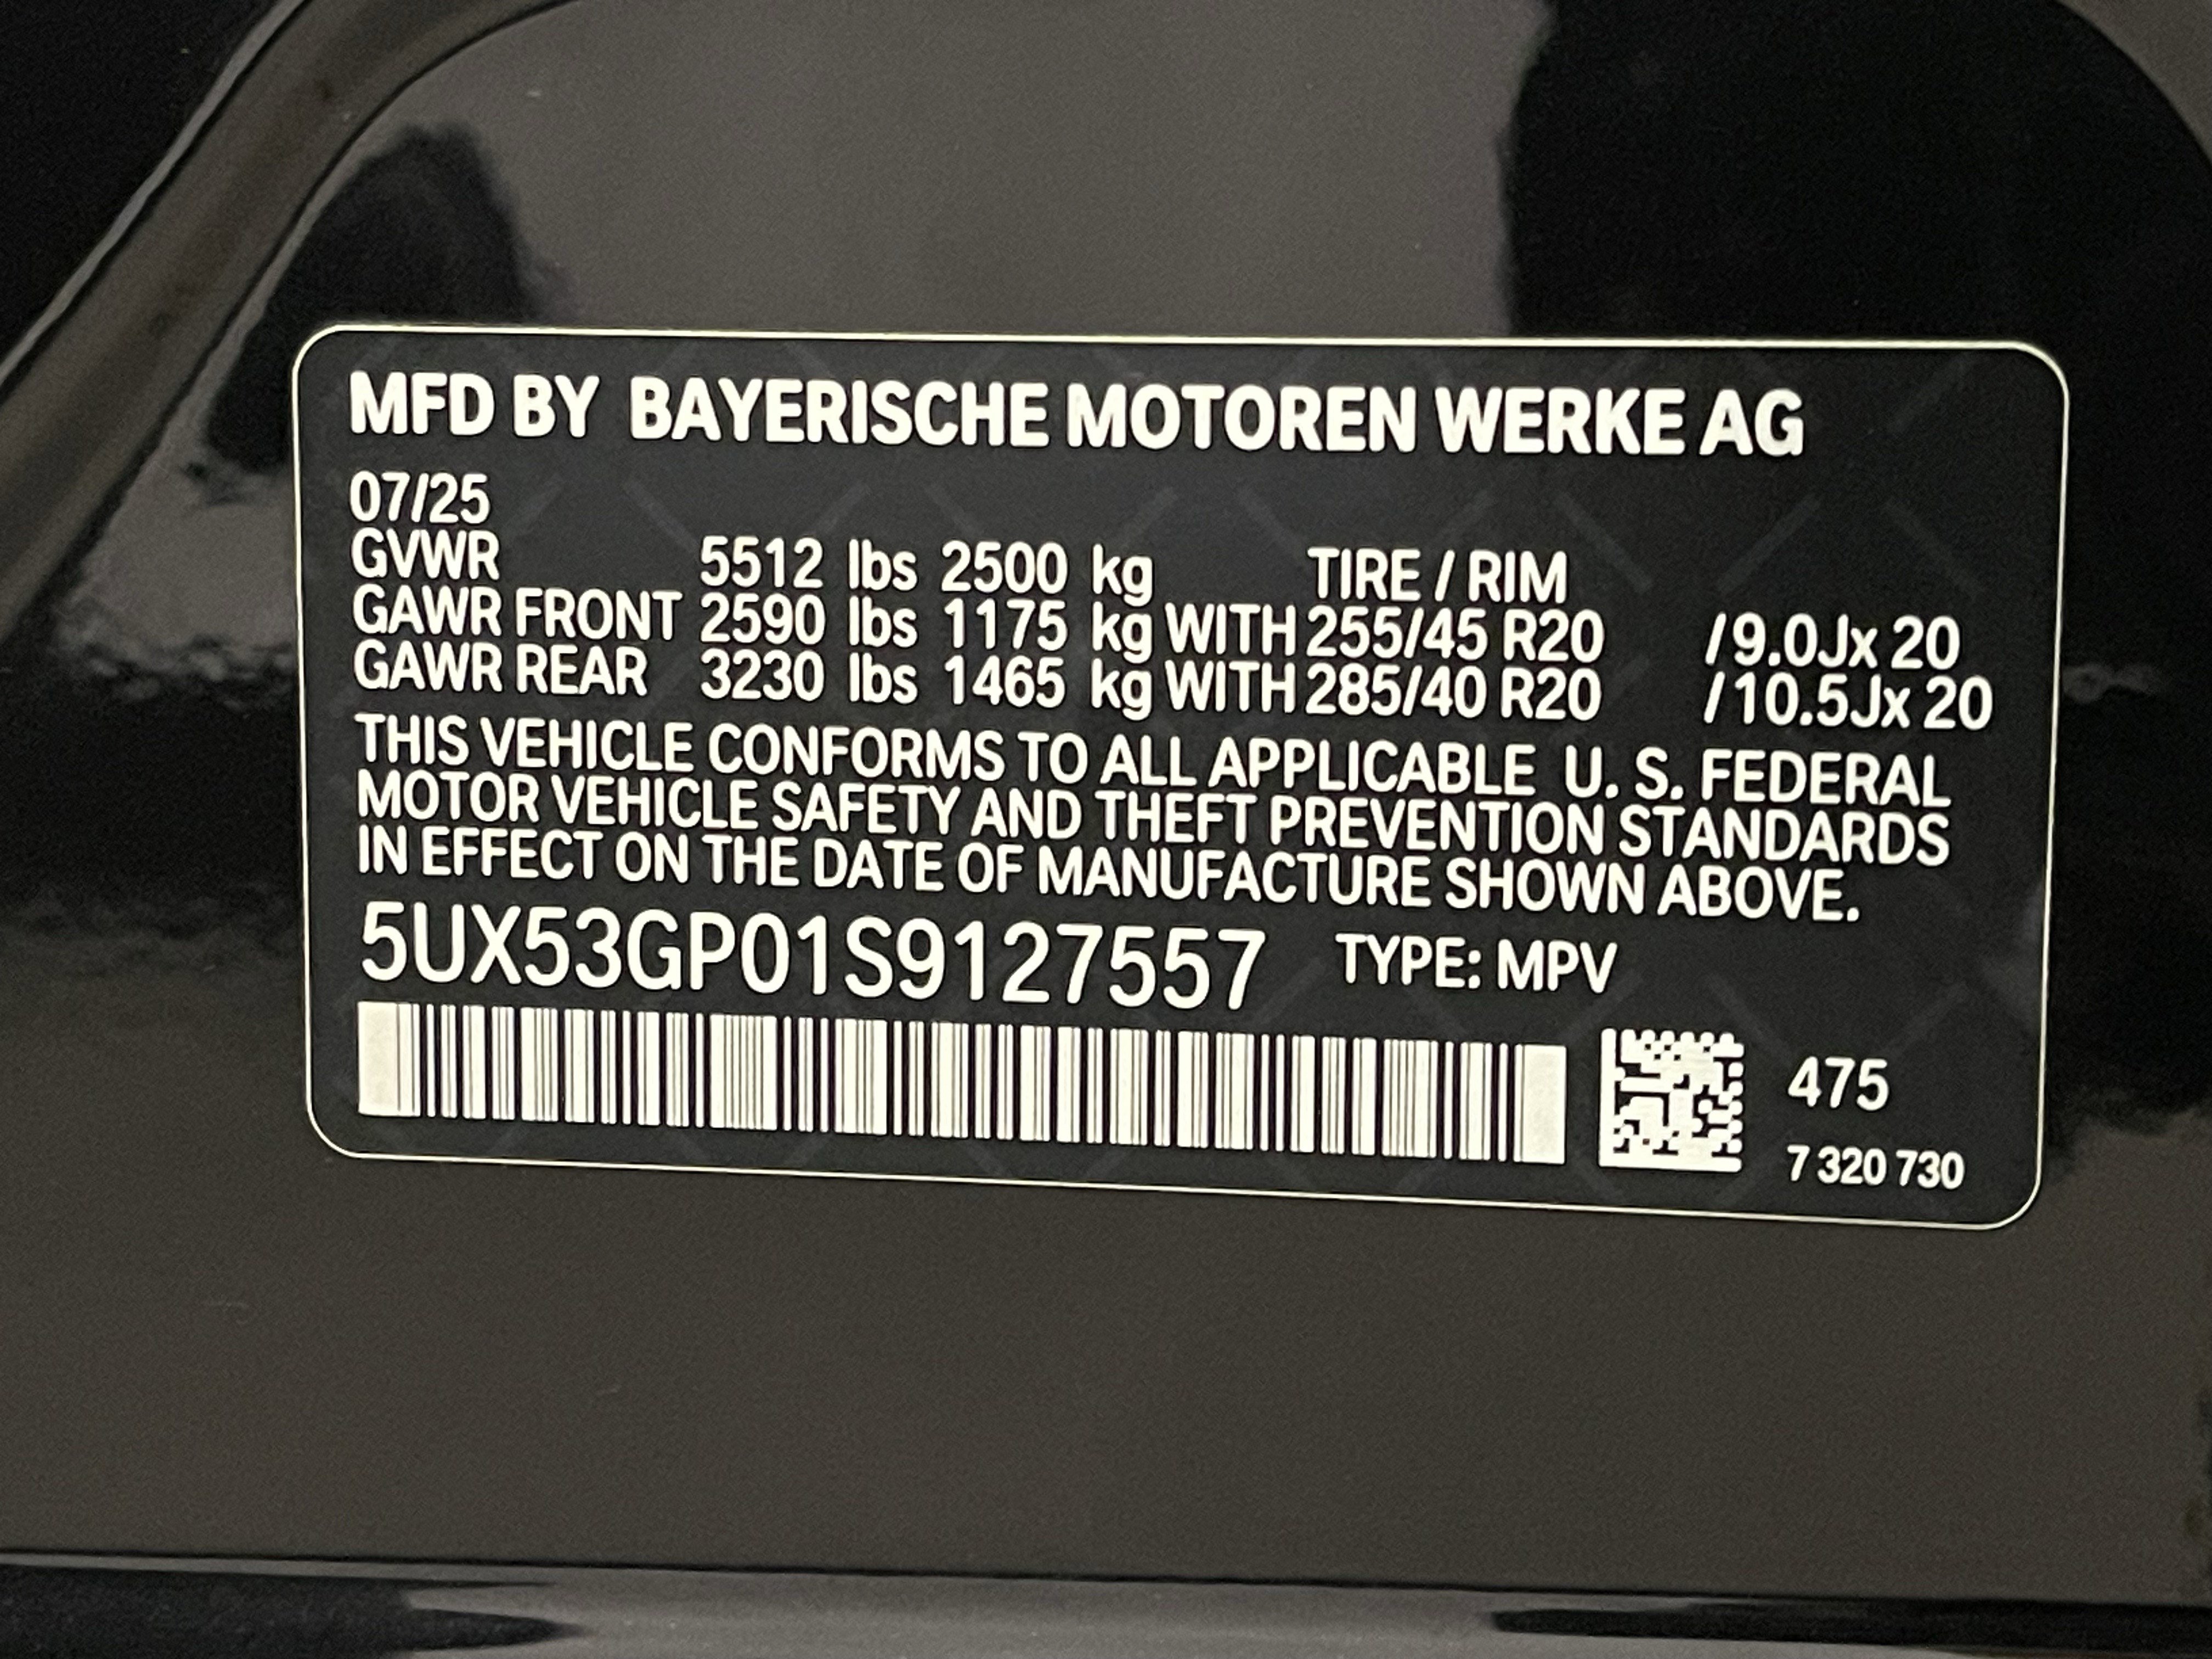 MFD BY BAYERISCHE MOTOREN WERKE AG
07/25
GVWR 5512 lbs 2500 kg TIRE / RIM
GAWR FRONT 2590 lbs 1175 kg WITH 255/45 R20 /9.0Jx 20
GAWR REAR 3230 lbs 1465 kg WITH 285/40 R20 /10.5Jx 20
THIS VEHICLE CONFORMS TO ALL APPLICABLE U. S. FEDERAL
MOTOR VEHICLE SAFETY AND THEFT PREVENTION STANDARDS
IN EFFECT ON THE DATE OF MANUFACTURE SHOWN ABOVE.
5UX53GP01S9127557 TYPE: MPV
475
7 320 730